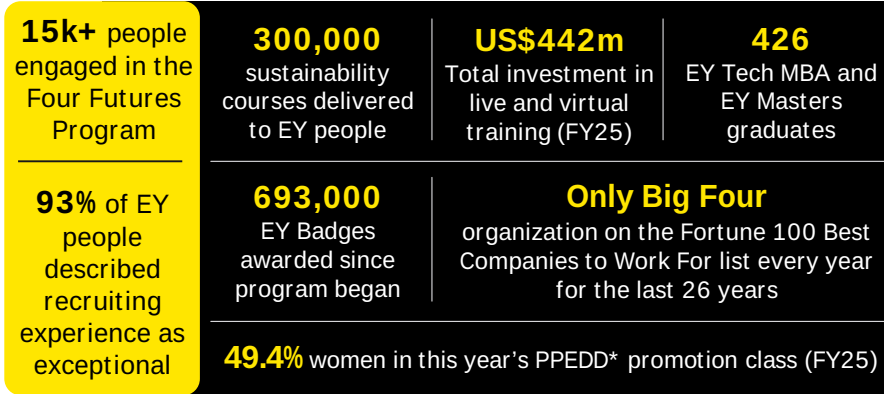 15k+ people
engaged in the
Four Futures
Program
93% of EY
people
described
recruiting
experience as
exceptional
300,000
sustainability
courses delivered
to EY people
US$442m
Total investment in
live and virtual
training (FY25)
426
EY Tech MBA and
EY Masters
graduates
693,000
EY Badges
awarded since
program began
Only Big Four
organization on the Fortune 100 Best
Companies to Work For list every year
for the last 26 years
49.4% women in this year's PPEDD* promotion class (FY25)